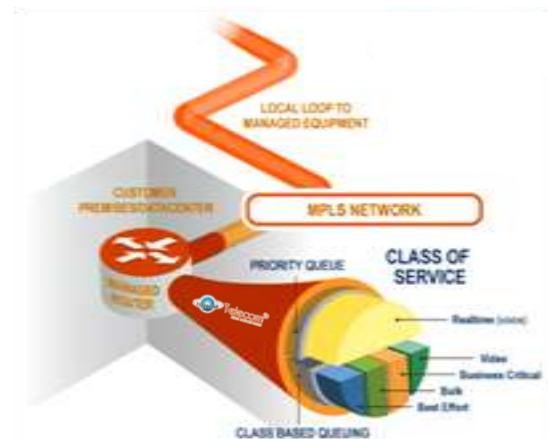 LOCAL LOOP TO
MANAGED EQUIPMENT
CUSTOMER
PREMISES/DATACENTER
MPLS NETWORK
MANAGED
ROUTER
PRIORITY QUEUE
CLASS OF
SERVICE
Telecom
Realtime (voice)
Video
Business Critical
Bulk
Best Effort
CLASS BASED QUEUING